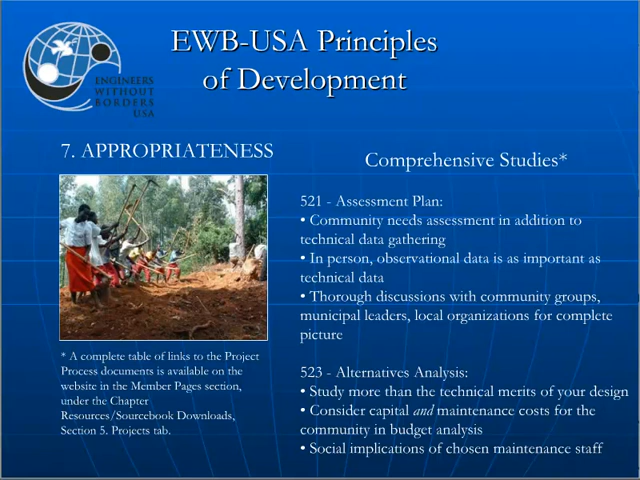 EWB-USA Principles
of Development
ENGINEERS
WITHOUT
BORDERS
USA
7. APPROPRIATENESS
* A complete table of links to the Project
Process documents is available on the
website in the Member Pages section,
under the Chapter
Resources/Sourcebook Downloads,
Section 5. Projects tab.
Comprehensive Studies*
521 - Assessment Plan:
• Community needs assessment in addition to
technical data gathering
• In person, observational data is as important as
technical data
• Thorough discussions with community groups,
municipal leaders, local organizations for complete
picture
523 - Alternatives Analysis:
• Study more than the technical merits of your design
• Consider capital and maintenance costs for the
community in budget analysis
• Social implications of chosen maintenance staff